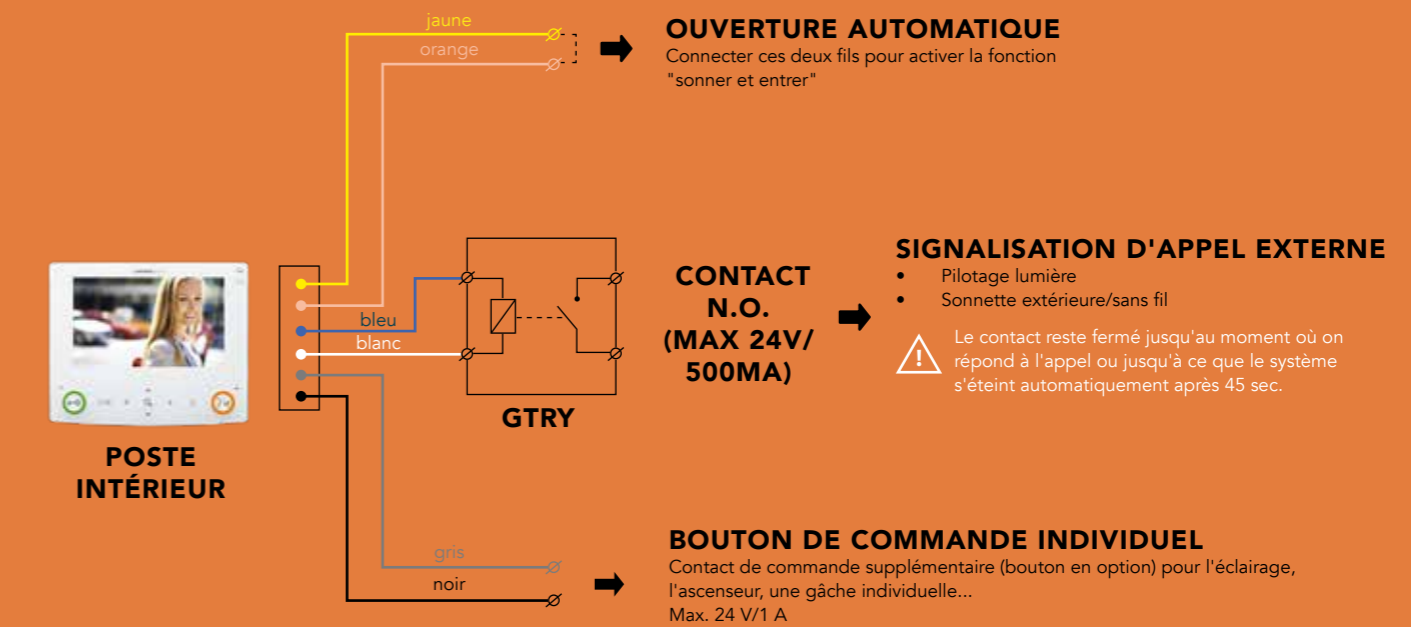 jaune
orange
OUVERTURE AUTOMATIQUE
Connecter ces deux fils pour activer la fonction
"sonner et entrer"
bleu
blanc
GTRY
CONTACT
N.O.
(MAX 24V/
500MA)
SIGNALISATION D'APPEL EXTERNE
• Pilotage lumière
• Sonnette extérieure/sans fil
!
Le contact reste fermé jusqu'au moment où on
répond à l'appel ou jusqu'à ce que le système
s'éteint automatiquement après 45 sec.
POSTE
INTÉRIEUR
gris
noir
BOUTON DE COMMANDE INDIVIDUEL
Contact de commande supplémentaire (bouton en option) pour l'éclairage,
l'ascenseur, une gâche individuelle...
Max. 24 V/1 A